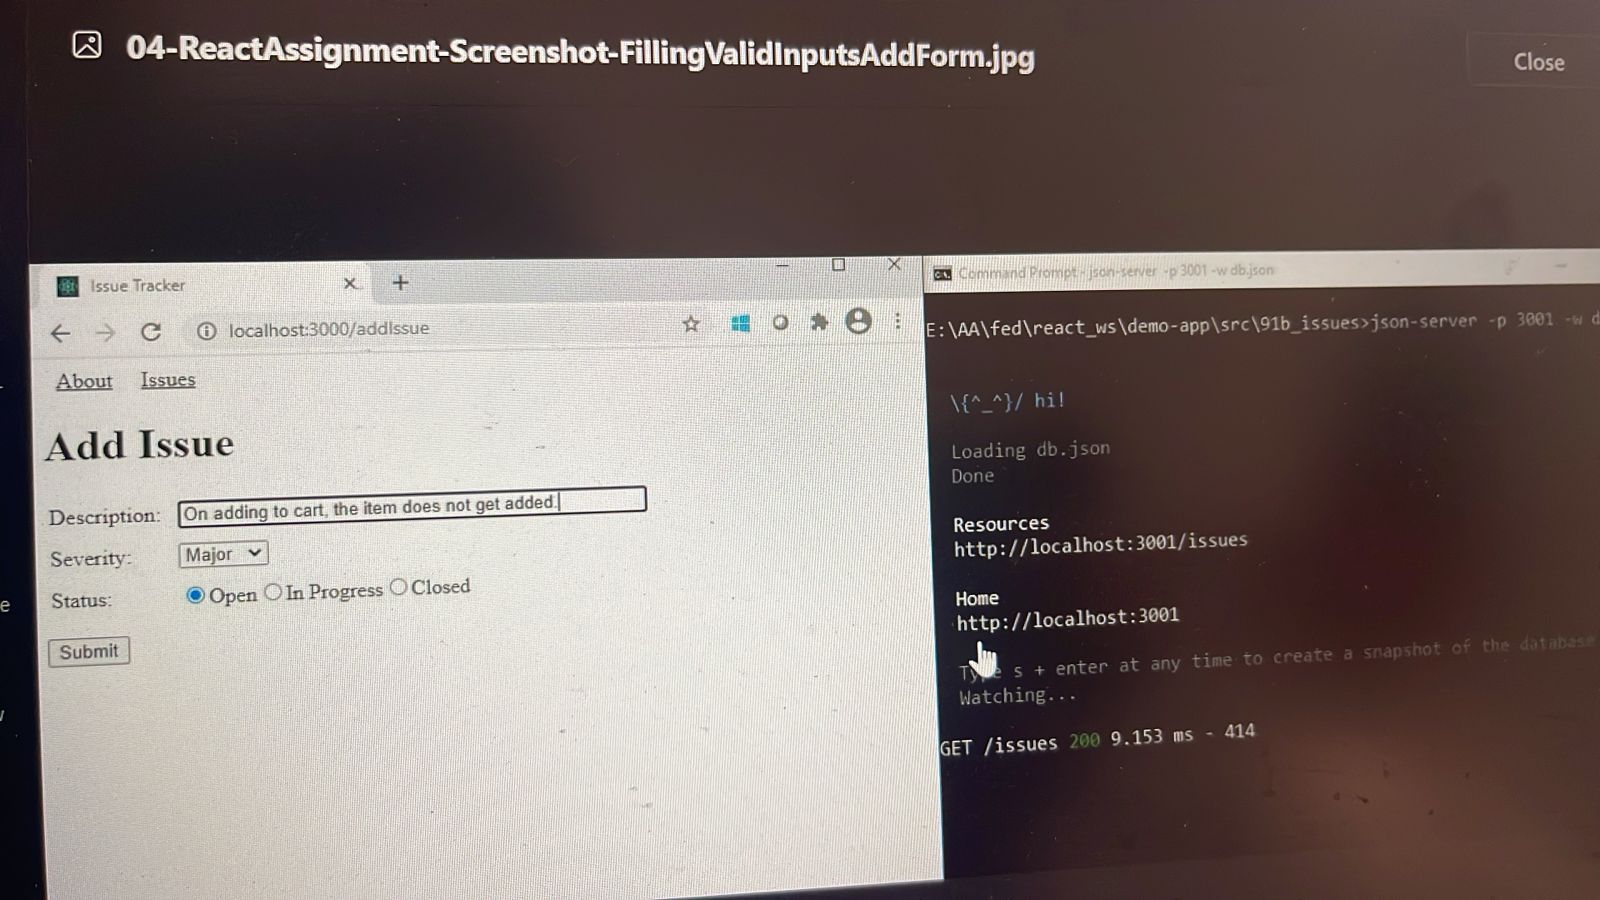 04-ReactAssignment-Screenshot-FillingValidInputsAddForm.jpg
Close
Issue Tracker
localhost:3000/addIssue
About Issues
Add Issue
Description: On adding to cart, the item does not get added.
Severity: Major
Status: Open In Progress Closed
Submit
Command Prompt - json-server -p 3001 -w db.json
E:\AA\fed\react_ws\demo-app\src\91b_issues>json-server -p 3001 -w d
\{^_^}/ hi!
Loading db.json
Done
Resources
http://localhost:3001/issues
Home
http://localhost:3001
Type s + enter at any time to create a snapshot of the database
Watching...
GET /issues 200 9.153 ms - 414
e